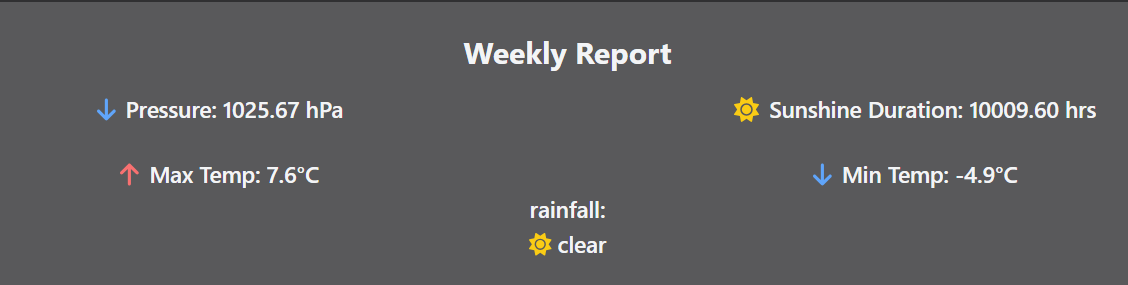 Weekly Report
Pressure: 1025.67 hPa
Sunshine Duration: 10009.60 hrs
Max Temp: 7.6°C
Min Temp: -4.9°C
rainfall:
clear